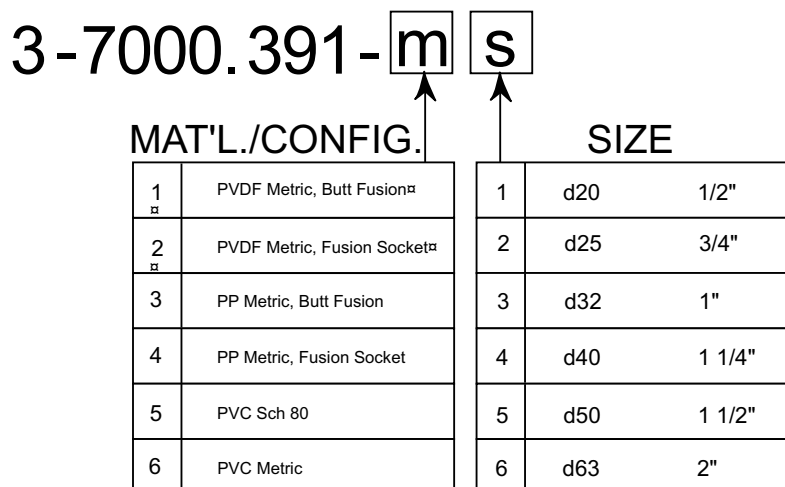 3-7000.391- m s
MAT'L./CONFIG.
1 PVDF Metric, Butt Fusion¤
¤
2 PVDF Metric, Fusion Socket¤
¤
3 PP Metric, Butt Fusion
4 PP Metric, Fusion Socket
5 PVC Sch 80
6 PVC Metric
SIZE
1 d20 1/2"
2 d25 3/4"
3 d32 1"
4 d40 1 1/4"
5 d50 1 1/2"
6 d63 2"